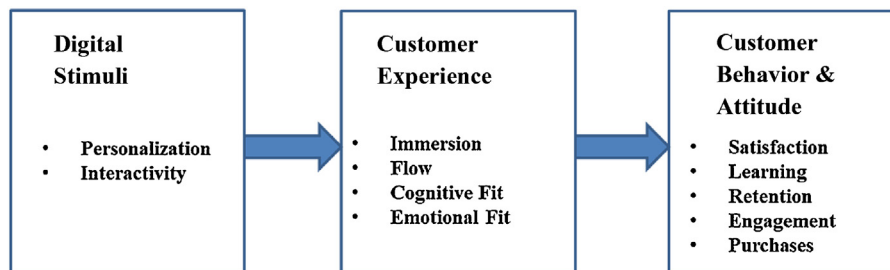 Digital
Stimuli
• Personalization
• Interactivity
Customer
Experience
• Immersion
• Flow
• Cognitive Fit
• Emotional Fit
Customer
Behavior &
Attitude
• Satisfaction
• Learning
• Retention
• Engagement
• Purchases